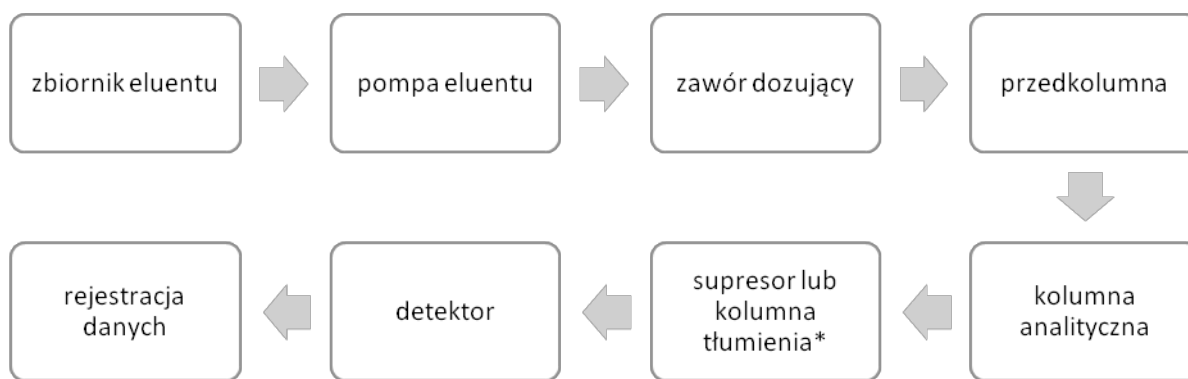 zbiornik eluentu
pompa eluentu
zawór dozujący
przedkolumna
kolumna
analityczna
supresor lub
kolumna
tłumienia*
detektor
rejestracja
danych